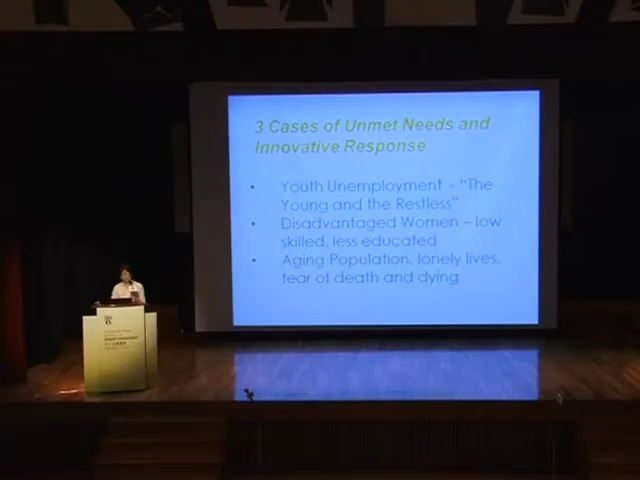 3 Cases of Unmet Needs and
Innovative Response
• Youth Unemployment - “The
Young and the Restless”
• Disadvantaged Women – low
skilled, less educated
• Aging Population, lonely lives,
fear of death and dying